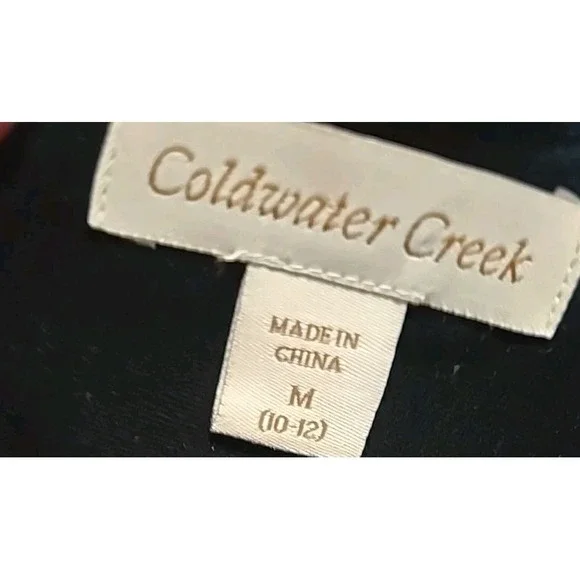 Coldwater Creek
MADE IN
CHINA
M
(10-12)